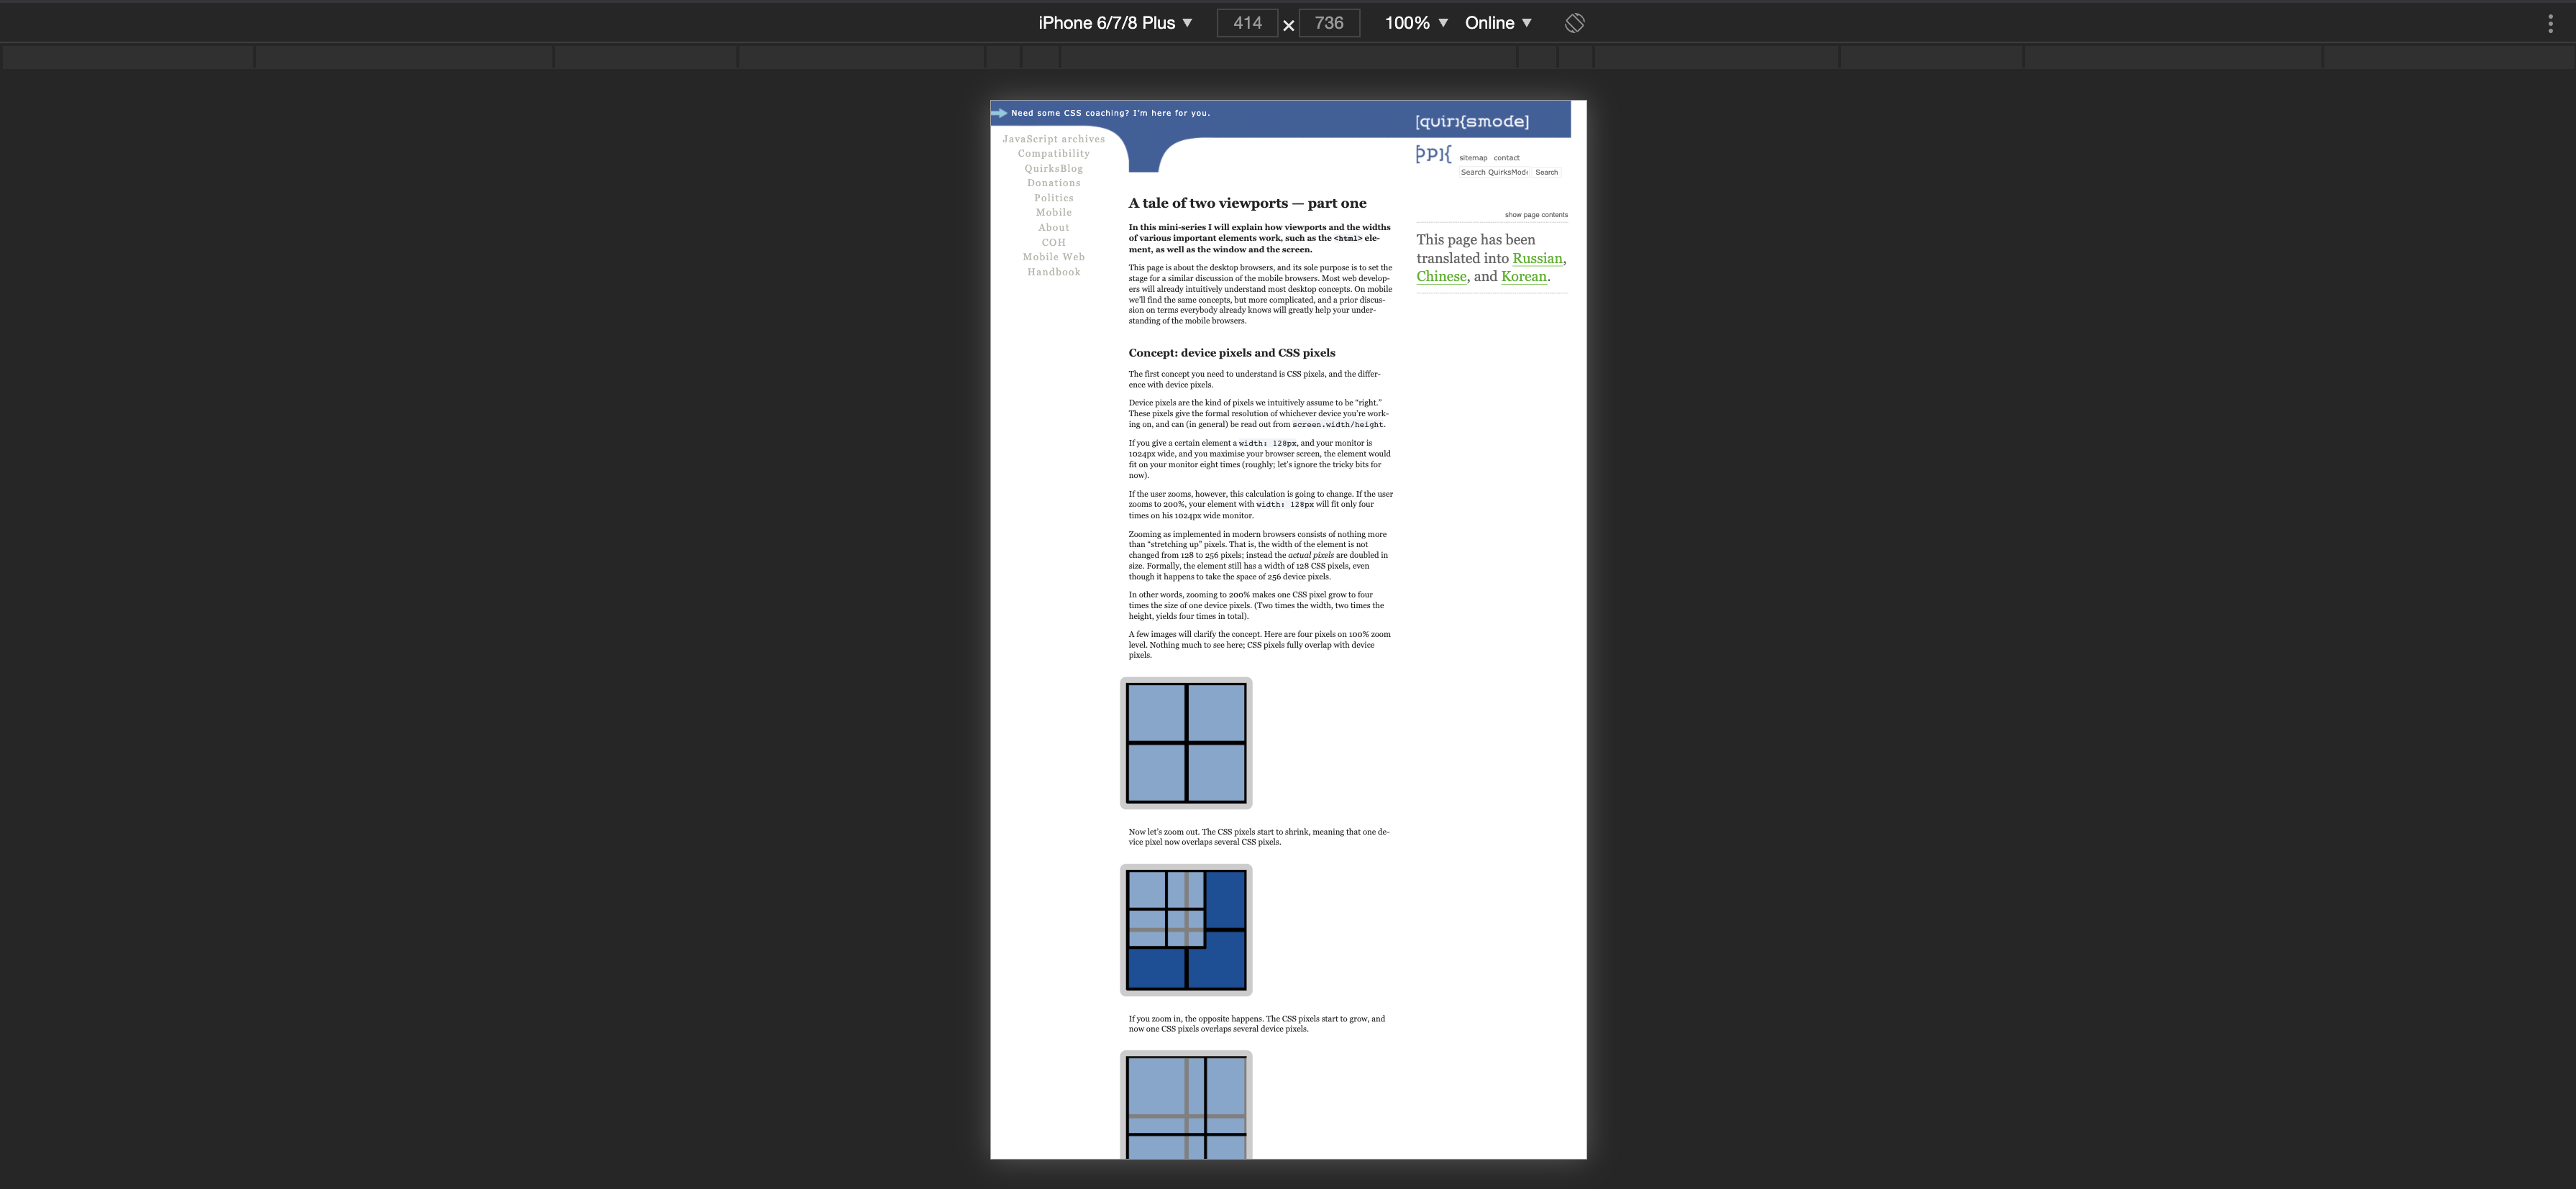 iPhone 6/7/8 Plus ▼ 414 × 736 100% ▼ Online ▼
Need some CSS coaching? I'm here for you.
[quir}{smode]
JavaScript archives
Compatibility
QuirksBlog
Donations
Politics
Mobile
About
COH
Mobile Web
Handbook
sitemap contact
Search QuirksMode Search
show page contents
This page has been
translated into Russian,
Chinese, and Korean.
A tale of two viewports — part one
In this mini-series I will explain how viewports and the widths
of various important elements work, such as the <html> ele-
ment, as well as the window and the screen.
This page is about the desktop browsers, and its sole purpose is to set the
stage for a similar discussion of the mobile browsers. Most web develop-
ers will already intuitively understand most desktop concepts. On mobile
we'll find the same concepts, but more complicated, and a prior discus-
sion on terms everybody already knows will greatly help your under-
standing of the mobile browsers.
Concept: device pixels and CSS pixels
The first concept you need to understand is CSS pixels, and the differ-
ence with device pixels.
Device pixels are the kind of pixels we intuitively assume to be “right.”
These pixels give the formal resolution of whichever device you're work-
ing on, and can (in general) be read out from screen.width/height.
If you give a certain element a width: 128px, and your monitor is
1024px wide, and you maximise your browser screen, the element would
fit on your monitor eight times (roughly; let's ignore the tricky bits for
now).
If the user zooms, however, this calculation is going to change. If the user
zooms to 200%, your element with width: 128px will fit only four
times on his 1024px wide monitor.
Zooming as implemented in modern browsers consists of nothing more
than “stretching up” pixels. That is, the width of the element is not
changed from 128 to 256 pixels; instead the actual pixels are doubled in
size. Formally, the element still has a width of 128 CSS pixels, even
though it happens to take the space of 256 device pixels.
In other words, zooming to 200% makes one CSS pixel grow to four
times the size of one device pixels. (Two times the width, two times the
height, yields four times in total).
A few images will clarify the concept. Here are four pixels on 100% zoom
level. Nothing much to see here; CSS pixels fully overlap with device
pixels.
Now let's zoom out. The CSS pixels start to shrink, meaning that one de-
vice pixel now overlaps several CSS pixels.
If you zoom in, the opposite happens. The CSS pixels start to grow, and
now one CSS pixels overlaps several device pixels.